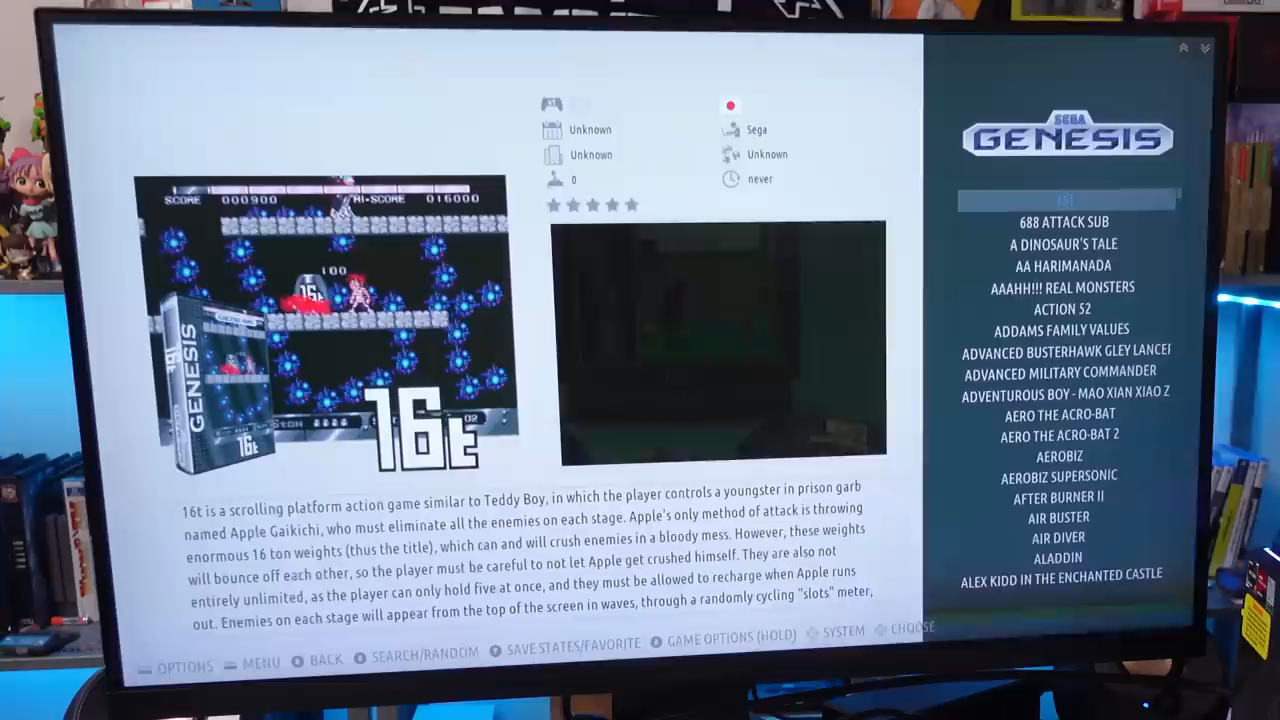 Unknown
Sega
Unknown
Unknown
0
never
SCORE 000900 HI-SCORE 016000
100
16t
GENESIS
16t
16t
16t is a scrolling platform action game similar to Teddy Boy, in which the player controls a youngster in prison garb
named Apple Gaikichi, who must eliminate all the enemies on each stage. Apple's only method of attack is throwing
enormous 16 ton weights (thus the title), which can and will crush enemies in a bloody mess. However, these weights
will bounce off each other, so the player must be careful to not let Apple get crushed himself. They are also not
entirely unlimited, as the player can only hold five at once, and they must be allowed to recharge when Apple runs
out. Enemies on each stage will appear from the top of the screen in waves, through a randomly cycling "slots" meter,
OPTIONS MENU BACK SEARCH/RANDOM SAVE STATES/FAVORITE GAME OPTIONS (HOLD) SYSTEM CHOOSE
SEGA
GENESIS
688 ATTACK SUB
A DINOSAUR'S TALE
AA HARIMANADA
AAAHH!!! REAL MONSTERS
ACTION 52
ADDAMS FAMILY VALUES
ADVANCED BUSTERHAWK GLEY LANCER
ADVANCED MILITARY COMMANDER
ADVENTUROUS BOY - MAO XIAN XIAO Z
AERO THE ACRO-BAT
AERO THE ACRO-BAT 2
AEROBIZ
AEROBIZ SUPERSONIC
AFTER BURNER II
AIR BUSTER
AIR DIVER
ALADDIN
ALEX KIDD IN THE ENCHANTED CASTLE